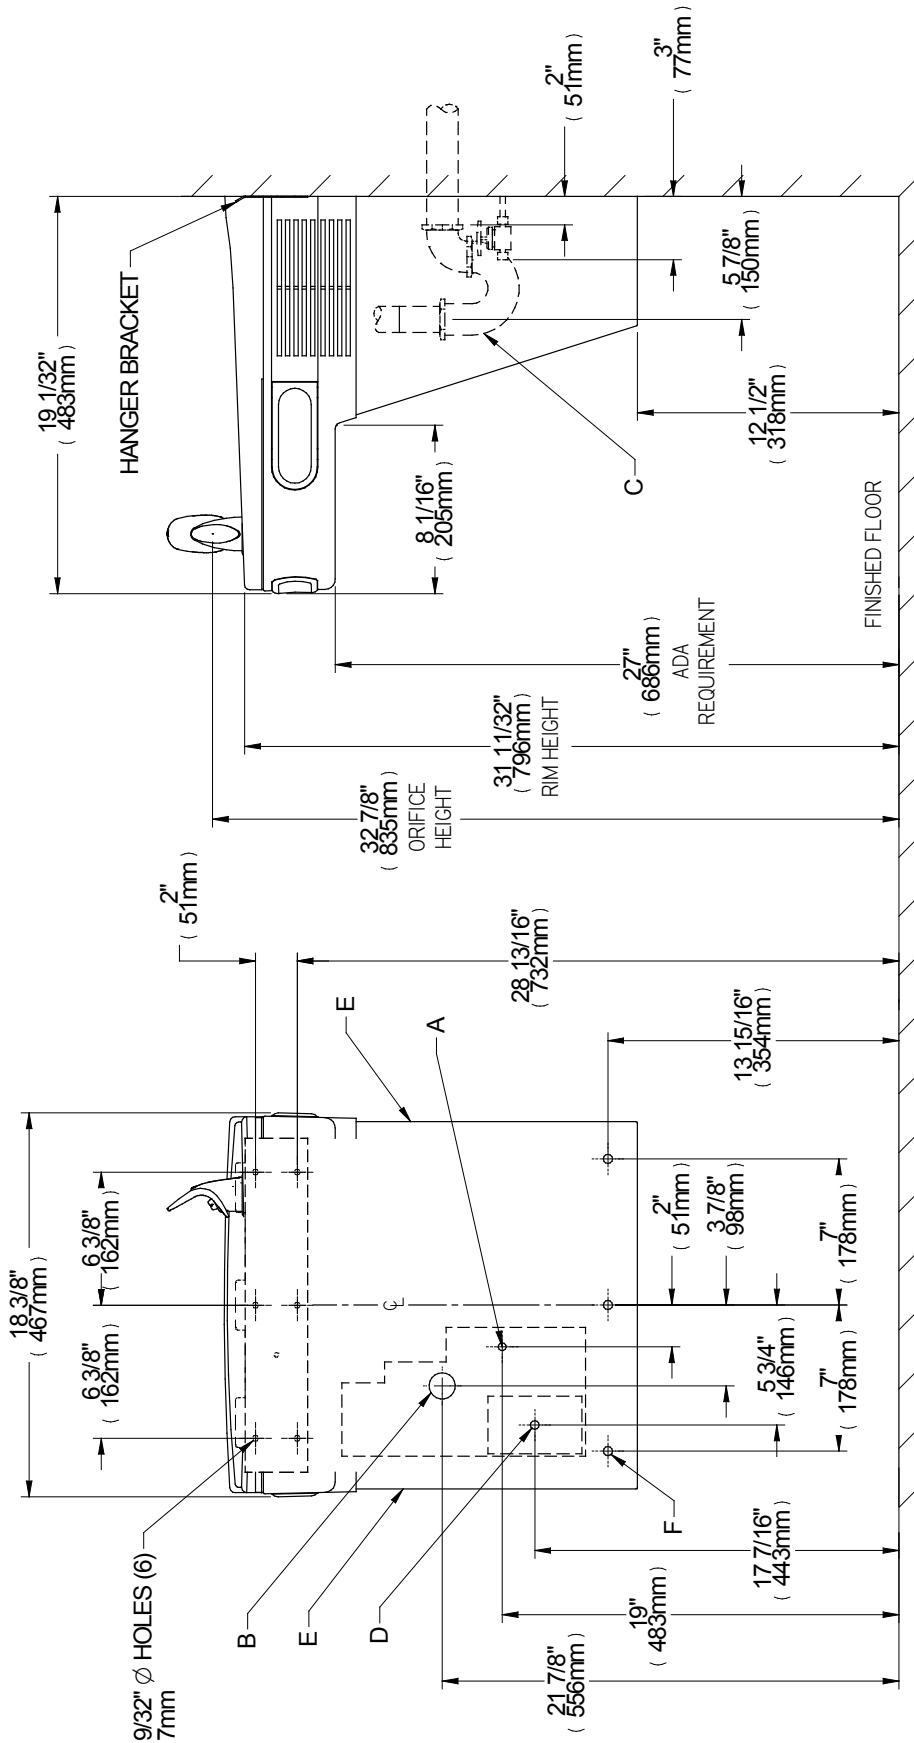 18 3/8"
( 467mm )
6 3/8"
( 162mm )
6 3/8"
( 162mm )
9/32" Ø HOLES (6)
7mm
2"
( 51mm )
B
E
D
E
A
C
L
F
2"
( 51mm )
3 7/8"
( 98mm )
5 3/4"
( 146mm )
7"
( 178mm )
7"
( 178mm )
28 13/16"
( 732mm )
13 15/16"
( 354mm )
17 7/16"
( 443mm )
19"
( 483mm )
21 7/8"
( 556mm )
19 1/32"
( 483mm )
HANGER BRACKET
32 7/8"
( 835mm )
ORIFICE
HEIGHT
31 11/32"
( 796mm )
RIM HEIGHT
27"
( 686mm )
ADA
REQUIREMENT
8 1/16"
( 205mm )
C
2"
( 51mm )
3"
( 77mm )
5 7/8"
( 150mm )
12 1/2"
( 318mm )
FINISHED FLOOR